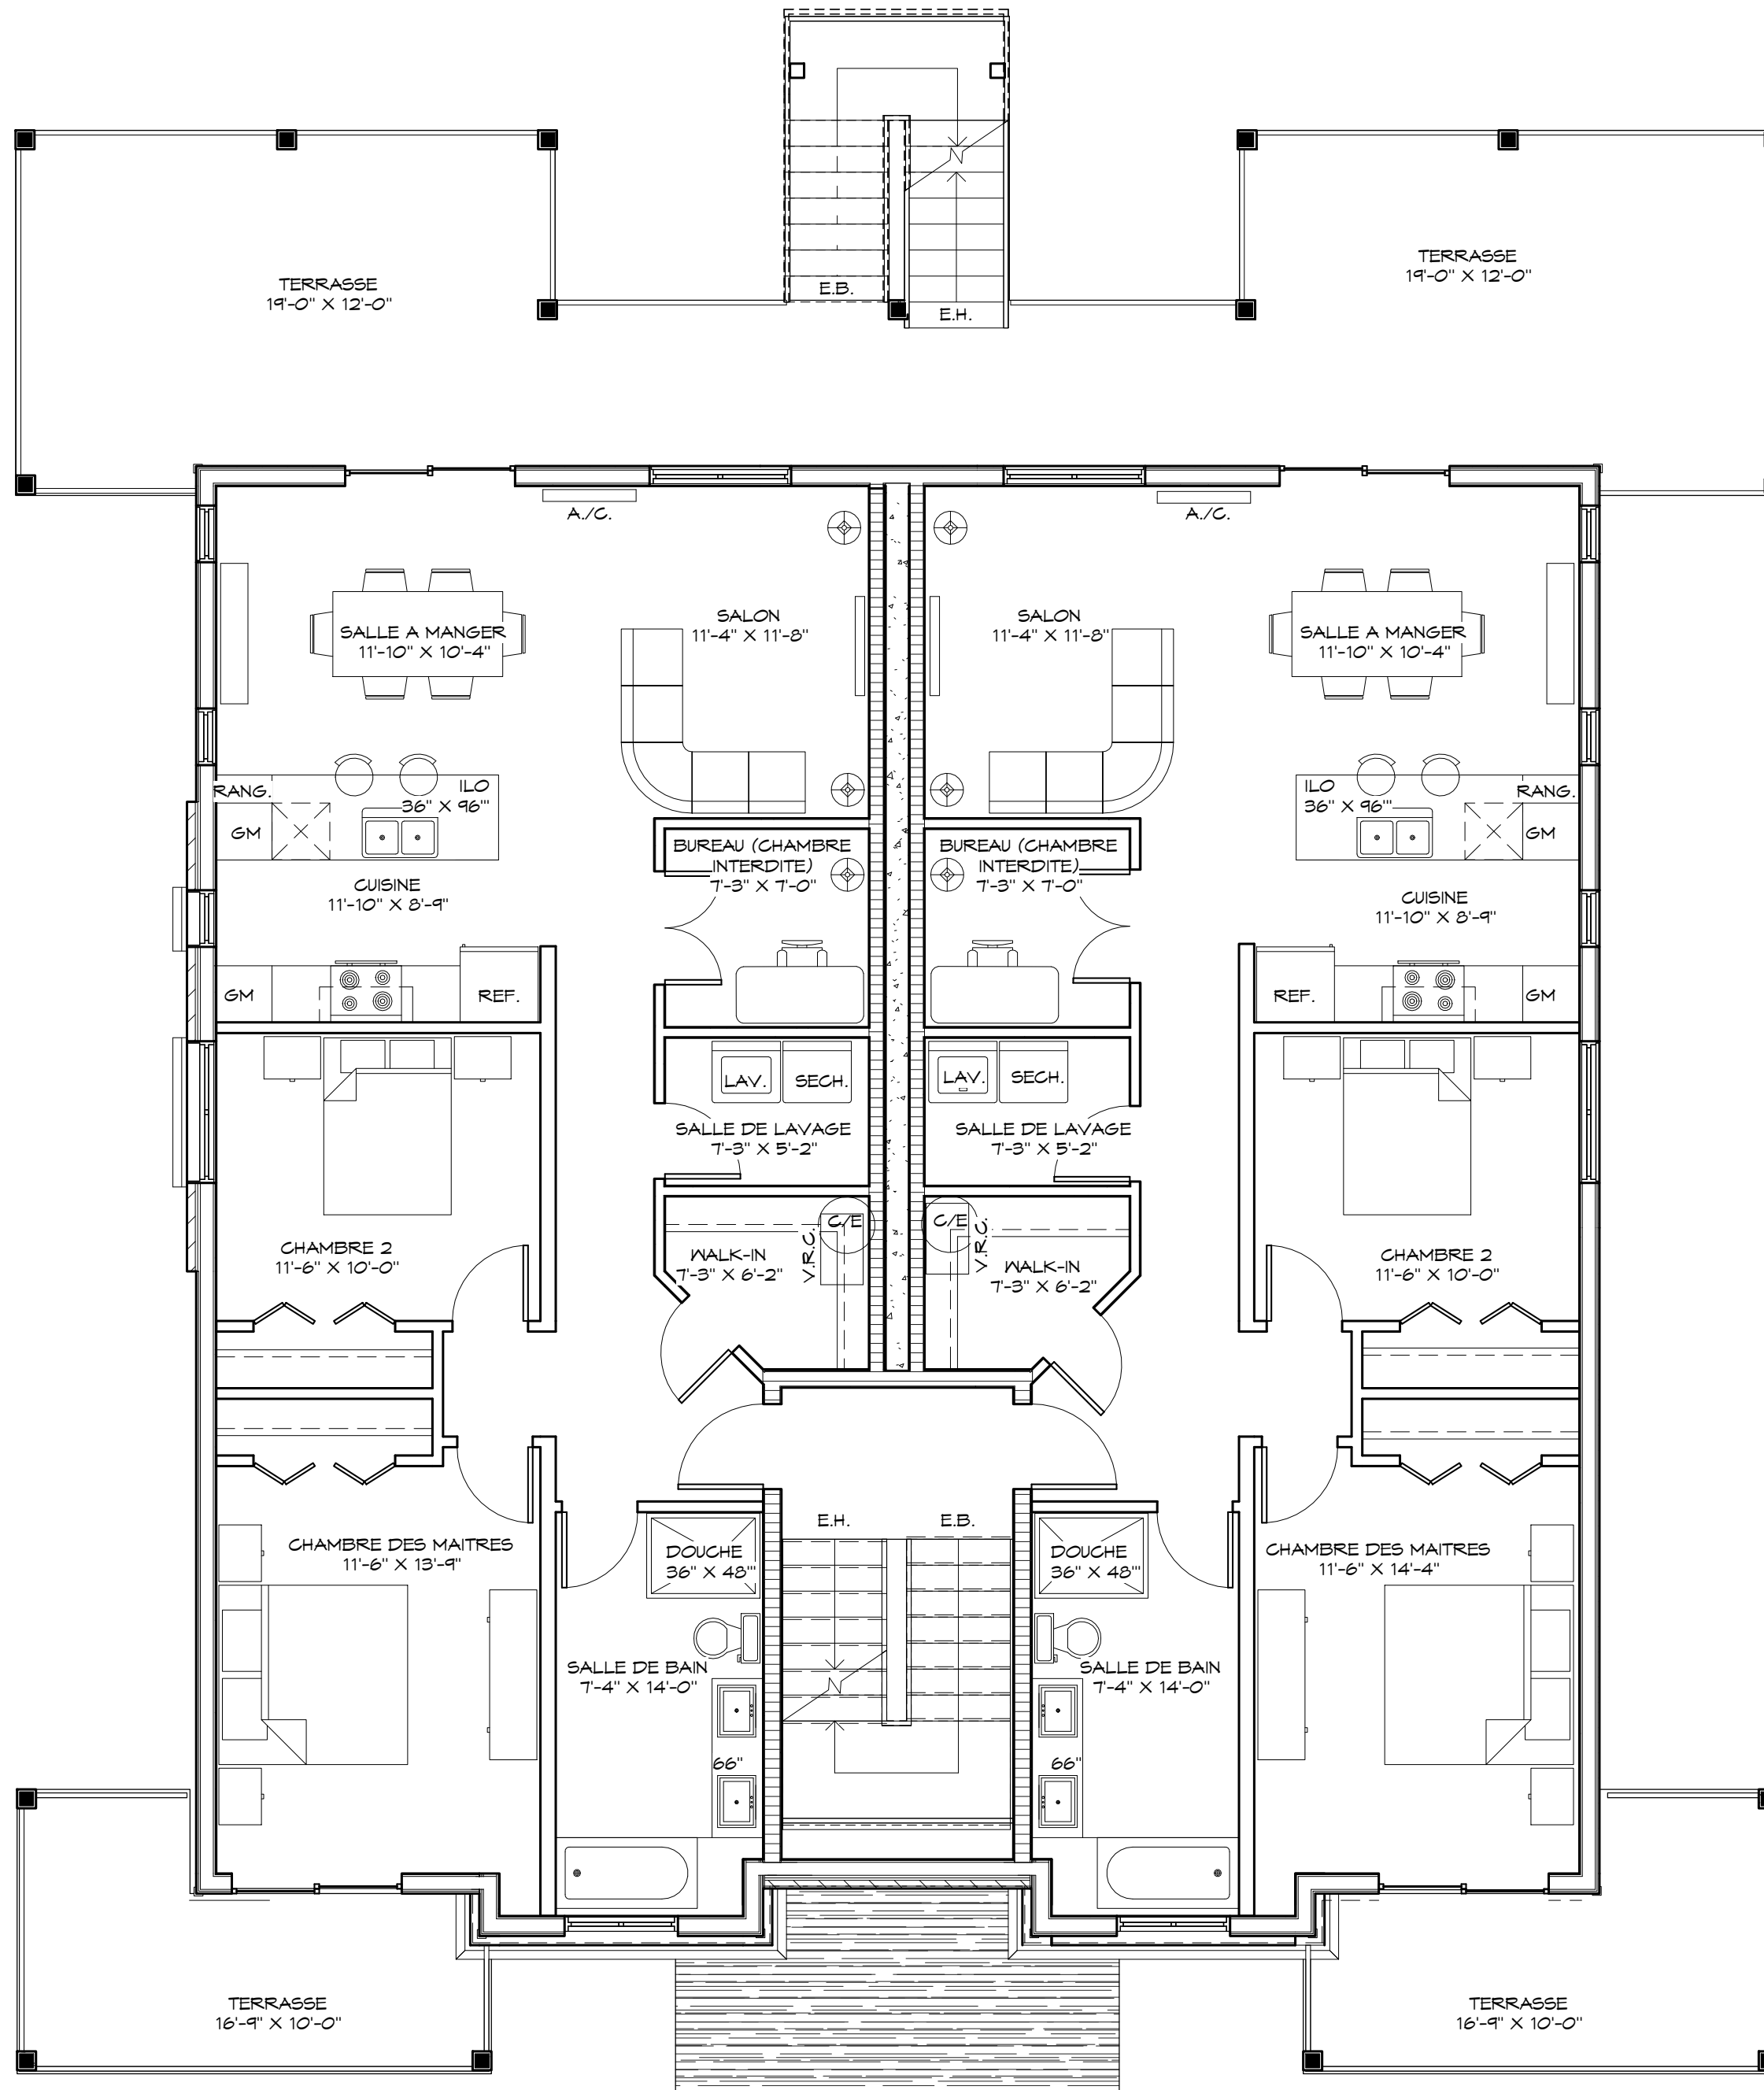 TERRASSE
19'-0" X 12'-0"
E.B.
E.H.
TERRASSE
19'-0" X 12'-0"
A./C.
A./C.
SALLE A MANGER
11'-10" X 10'-4"
SALON
11'-4" X 11'-8"
SALON
11'-4" X 11'-8"
SALLE A MANGER
11'-10" X 10'-4"
RANG.
GM
ILO
36" X 96'"
ILO
36" X 96'"
RANG.
GM
BUREAU (CHAMBRE
INTERDITE)
7'-3" X 7'-0"
BUREAU (CHAMBRE
INTERDITE)
7'-3" X 7'-0"
CUISINE
11'-10" X 8'-9"
CUISINE
11'-10" X 8'-9"
GM
REF.
REF.
GM
LAV.
SECH.
LAV.
SECH.
SALLE DE LAVAGE
7'-3" X 5'-2"
SALLE DE LAVAGE
7'-3" X 5'-2"
C/E
V.R.C.
C/E
V.R.C.
CHAMBRE 2
11'-6" X 10'-0"
WALK-IN
7'-3" X 6'-2"
WALK-IN
7'-3" X 6'-2"
CHAMBRE 2
11'-6" X 10'-0"
E.H.
E.B.
CHAMBRE DES MAITRES
11'-6" X 13'-9"
DOUCHE
36" X 48'"
DOUCHE
36" X 48'"
CHAMBRE DES MAITRES
11'-6" X 14'-4"
SALLE DE BAIN
7'-4" X 14'-0"
SALLE DE BAIN
7'-4" X 14'-0"
66"
66"
TERRASSE
16'-9" X 10'-0"
TERRASSE
16'-9" X 10'-0"